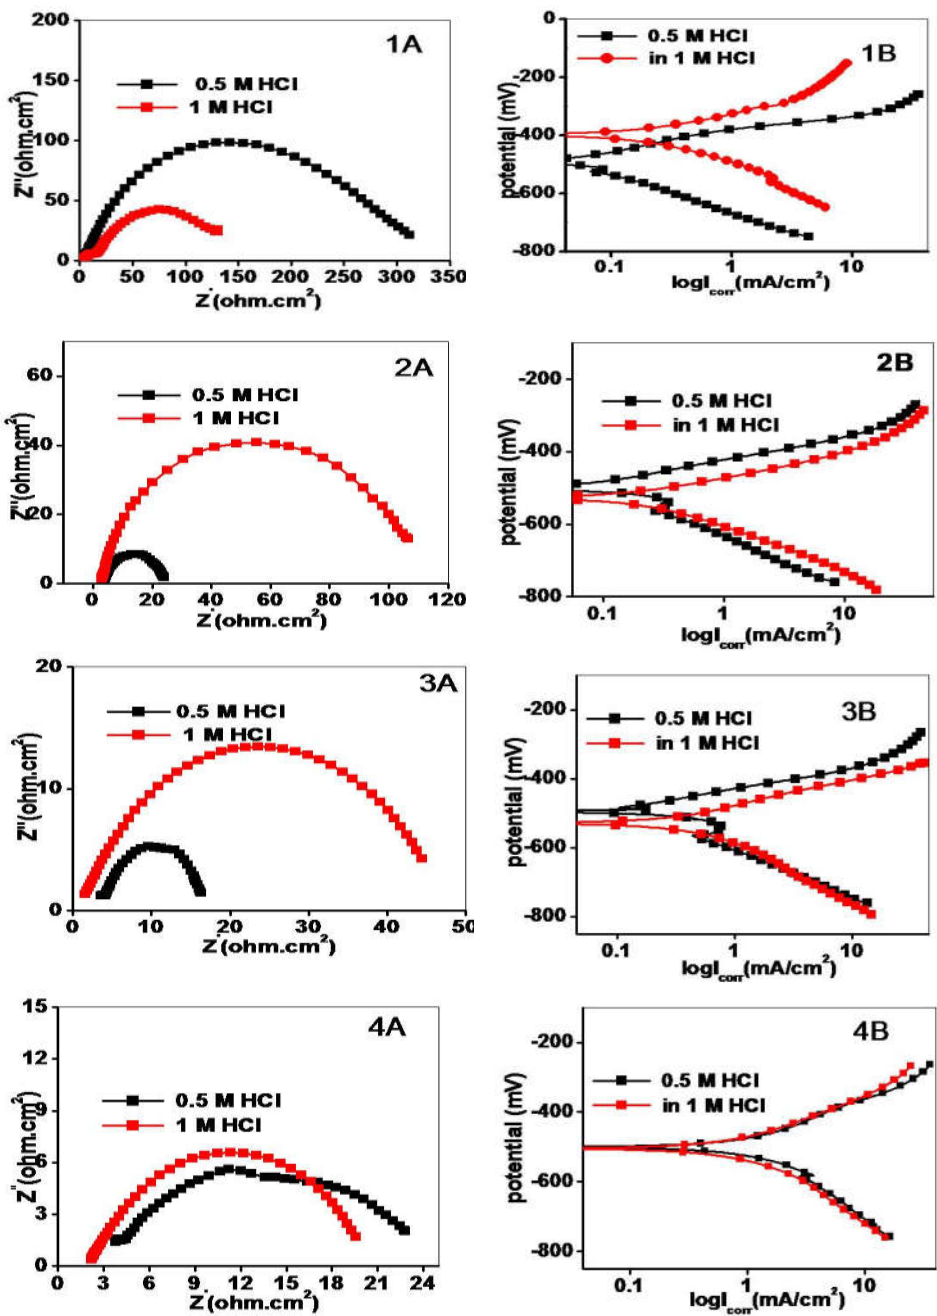 1A
0.5 M HCl
1 M HCl
Z''(ohm.cm²)
200
150
100
50
0
0 50 100 150 200 250 300 350
Z'(ohm.cm²)
1B
0.5 M HCl
in 1 M HCl
potential (mV)
0
-200
-400
-600
-800
0.1 1 10
logI_corr(mA/cm²)
2A
0.5 M HCl
1 M HCl
Z''(ohm.cm²)
60
40
20
0
0 20 40 60 80 100 120
Z'(ohm.cm²)
2B
0.5 M HCl
in 1 M HCl
potential (mV)
-200
-400
-600
-800
0.1 1 10
logI_corr(mA/cm²)
3A
0.5 M HCl
1 M HCl
Z''(ohm.cm²)
20
10
0
0 10 20 30 40 50
Z'(ohm.cm²)
3B
0.5 M HCl
in 1 M HCl
potential (mV)
-200
-400
-600
-800
0.1 1 10
logI_corr(mA/cm²)
4A
0.5 M HCl
1 M HCl
Z''(ohm.cm²)
15
12
9
6
3
0
0 3 6 9 12 15 18 21 24
Z'(ohm.cm²)
4B
0.5 M HCl
in 1 M HCl
potential (mV)
-200
-400
-600
-800
0.1 1 10
logI_corr(mA/cm²)